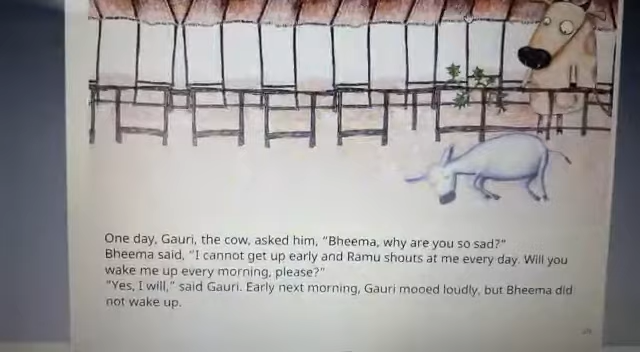 One day, Gauri, the cow, asked him, "Bheema, why are you so sad?"
Bheema said, "I cannot get up early and Ramu shouts at me every day. Will you
wake me up every morning, please?"
"Yes, I will," said Gauri. Early next morning, Gauri mooed loudly, but Bheema did
not wake up.